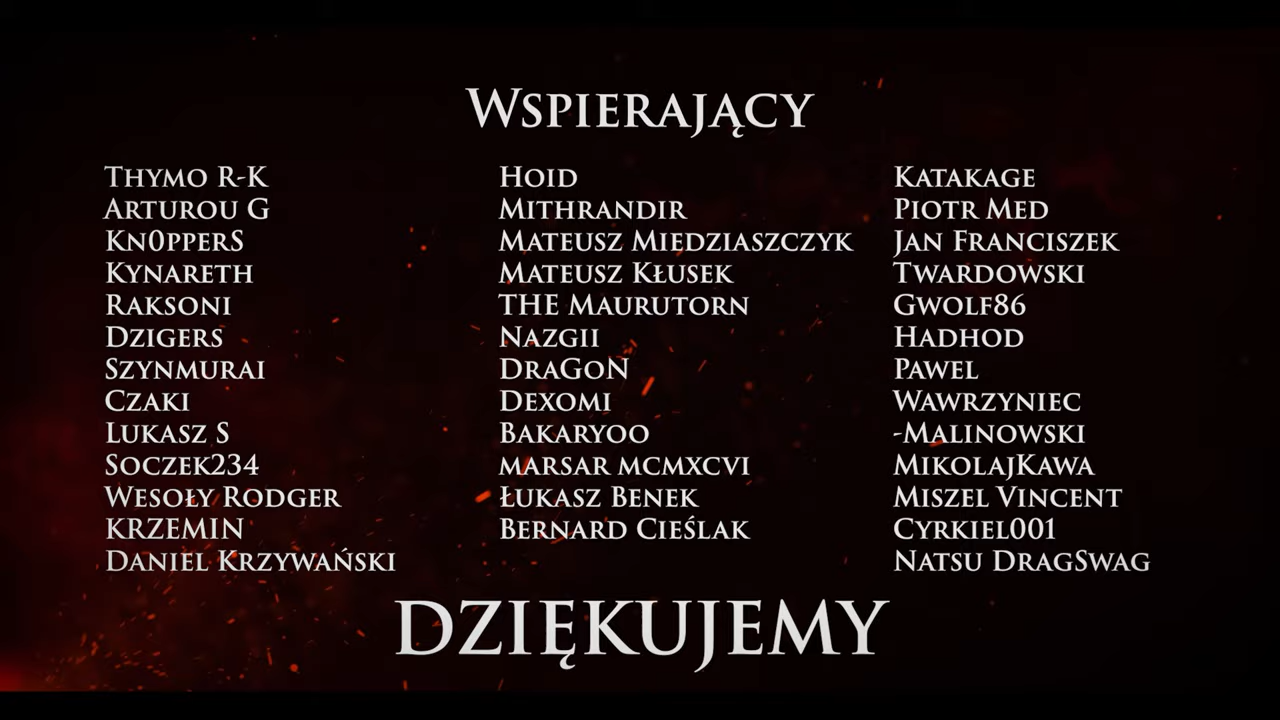 Wspierający
Thymo R-K
Arturou G
Kn0pperS
Kynareth
Raksoni
Dzigers
Szynmurai
Czaki
Lukasz S
Soczek234
Wesoły Rodger
KRZEMIN
Daniel Krzywański
Hoid
Mithrandir
Mateusz Miedziaszczyk
Mateusz Kłusek
THE Maurutorn
Nazgii
DraGoN
Dexomi
Bakaryoo
marsar mcmxcvi
Łukasz Benek
Bernard Cieślak
Katakage
Piotr Med
Jan Franciszek
Twardowski
Gwolf86
Hadhod
Pawel
Wawrzyniec
-Malinowski
MikolajKawa
Miszel Vincent
Cyrkiel001
Natsu DragSwag
DZIĘKUJEMY